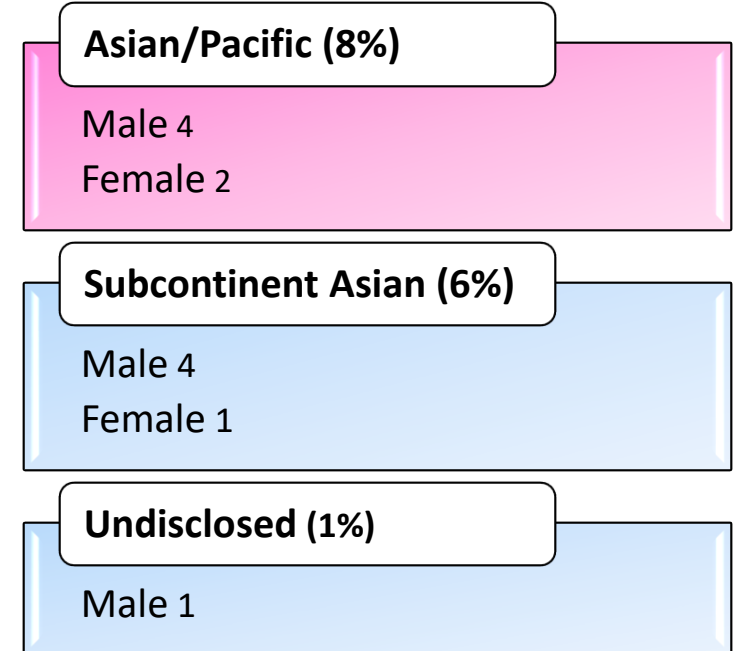 Asian/Pacific (8%)
Male 4
Female 2
Subcontinent Asian (6%)
Male 4
Female 1
Undisclosed (1%)
Male 1